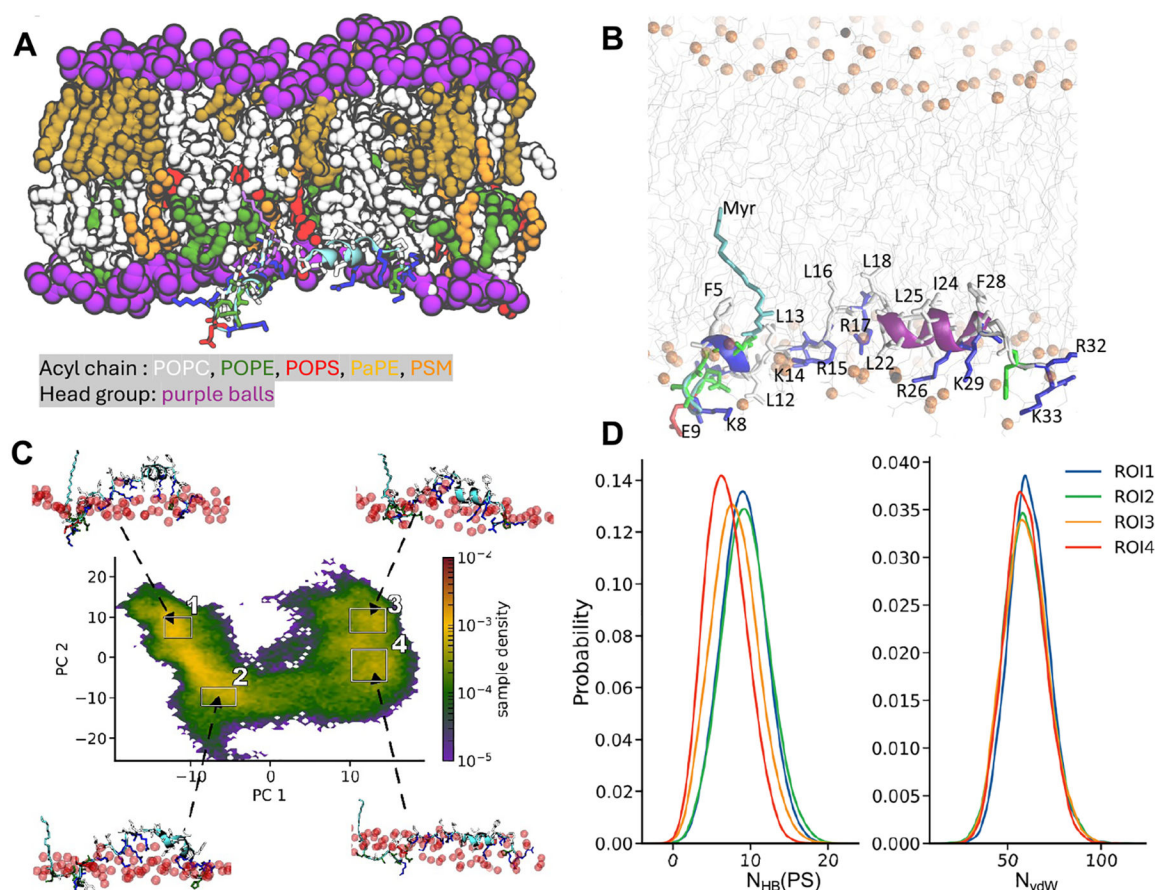 A
Acyl chain : POPC, POPE, POPS, PaPE, PSM
Head group: purple balls
B
Myr
F5
L13
L16
L18
L25
I24
F28
R17
K14
R15
L22
R26
K29
R32
K33
L12
E9
K8
C
1
2
3
4
20
10
0
−10
−20
PC 2
−10
0
10
PC 1
10⁻²
10⁻³
10⁻⁴
10⁻⁵
sample density
D
0.14
0.12
0.10
0.08
0.06
0.04
0.02
0.00
Probability
0
10
20
N_HB(PS)
0.040
0.035
0.030
0.025
0.020
0.015
0.010
0.005
0.000
50
100
N_vdW
ROI1
ROI2
ROI3
ROI4